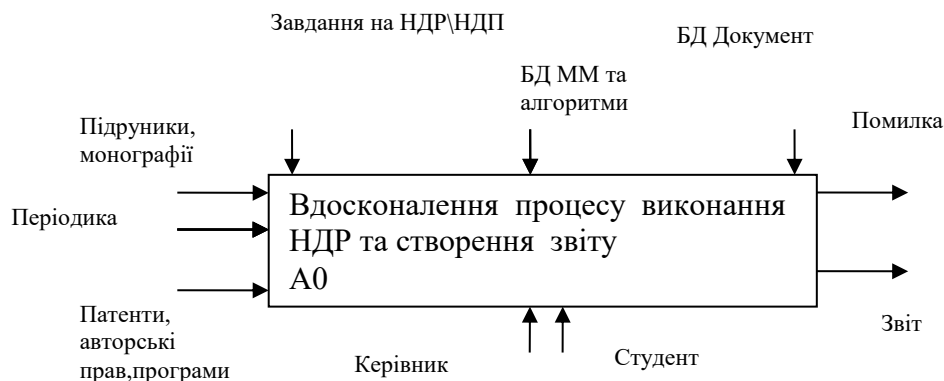 Завдання на НДР\НДП
БД Документ
БД ММ та
алгоритми
Підруники,
монографії
Помилка
Періодика
Вдосконалення процесу виконання
НДР та створення звіту
А0
Патенти,
авторські
прав,програми
Звіт
Керівник
Студент